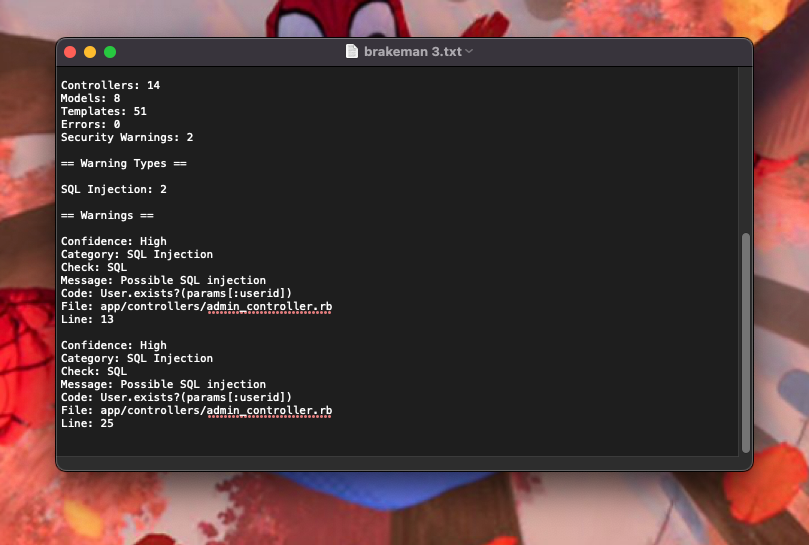 brakeman 3.txt
Controllers: 14
Models: 8
Templates: 51
Errors: 0
Security Warnings: 2
== Warning Types ==
SQL Injection: 2
== Warnings ==
Confidence: High
Category: SQL Injection
Check: SQL
Message: Possible SQL injection
Code: User.exists?(params[:userid])
File: app/controllers/admin_controller.rb
Line: 13
Confidence: High
Category: SQL Injection
Check: SQL
Message: Possible SQL injection
Code: User.exists?(params[:userid])
File: app/controllers/admin_controller.rb
Line: 25